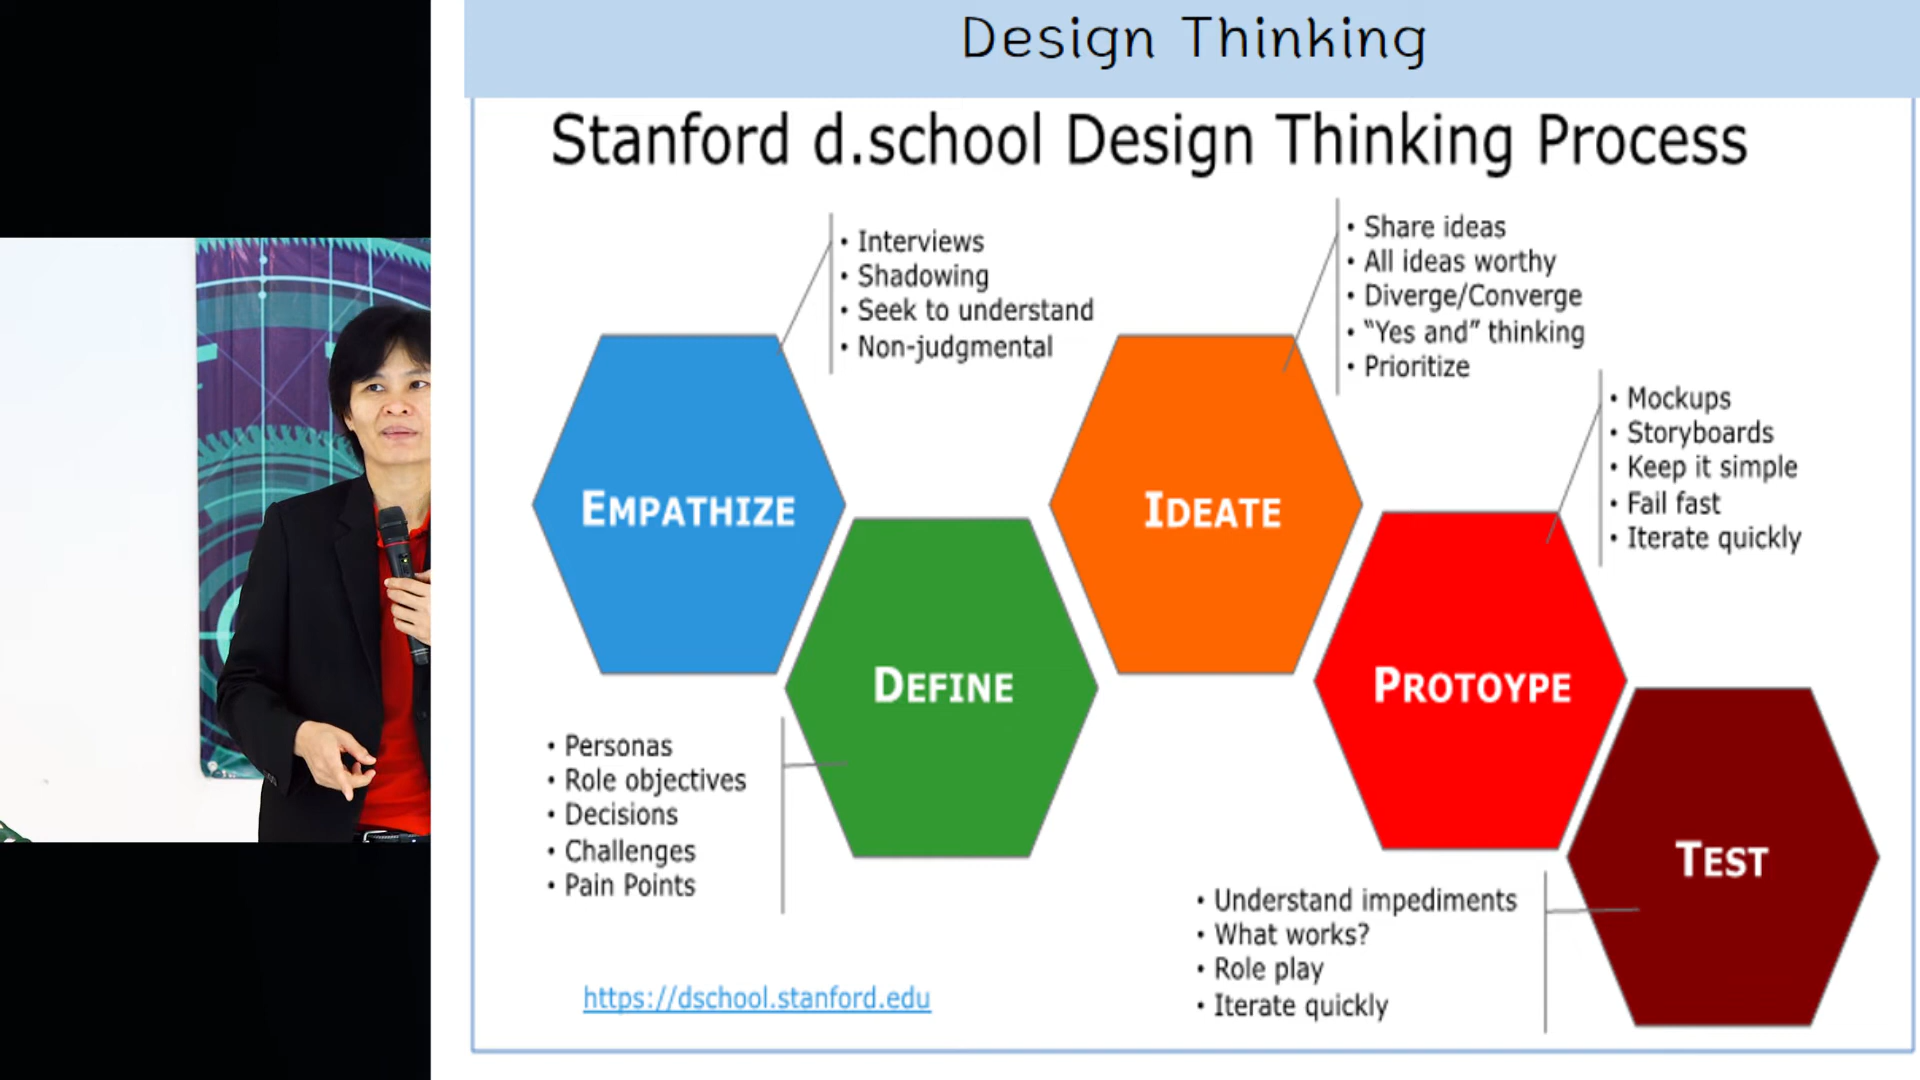 Design Thinking
Stanford d.school Design Thinking Process
• Interviews
• Shadowing
• Seek to understand
• Non-judgmental
• Share ideas
• All ideas worthy
• Diverge/Converge
• “Yes and” thinking
• Prioritize
• Mockups
• Storyboards
• Keep it simple
• Fail fast
• Iterate quickly
EMPATHIZE
DEFINE
IDEATE
PROTOYPE
TEST
• Personas
• Role objectives
• Decisions
• Challenges
• Pain Points
• Understand impediments
• What works?
• Role play
• Iterate quickly
https://dschool.stanford.edu